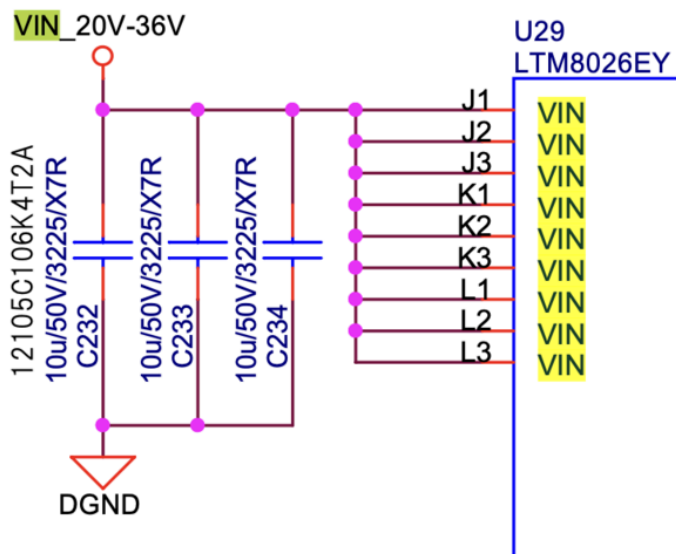 VIN_20V-36V
U29
LTM8026EY
J1 VIN
J2 VIN
J3 VIN
K1 VIN
K2 VIN
K3 VIN
L1 VIN
L2 VIN
L3 VIN
12105C106K4T2A
10u/50V/3225/X7R
C232
10u/50V/3225/X7R
C233
10u/50V/3225/X7R
C234
DGND